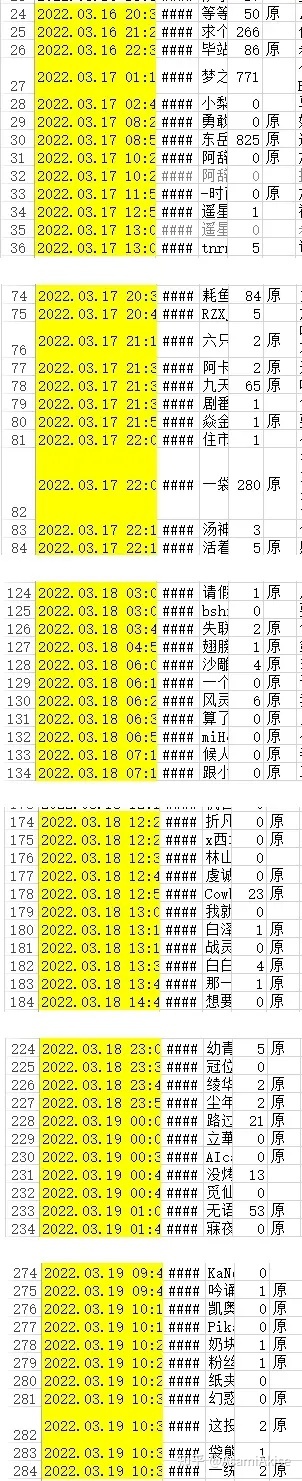 24 2022.03.16 20:3 #### 等等 50 原
25 2022.03.16 21:2 #### 求个 266
26 2022.03.16 22:3 #### 毕站 86 原
27 2022.03.17 01:1 #### 梦之 771
28 2022.03.17 02:4 #### 小梨 0
29 2022.03.17 08:2 #### 勇敢 0 原
30 2022.03.17 08:5 #### 东岳 825 原
31 2022.03.17 10:2 #### 阿辞 0 原
32 2022.03.17 10:2 #### 阿辞 0
33 2022.03.17 11:5 #### 0 原
34 2022.03.17 12:5 #### 遥星 1
35 2022.03.17 13:0 #### 遥星 0
36 2022.03.17 13:0 #### tnr 5
74 2022.03.17 20:3 #### 耗鱼 84 原
75 2022.03.17 20:4 #### RZX 5
76 2022.03.17 21:1 #### 六只 2 原
77 2022.03.17 21:3 #### 阿卡 2 原
78 2022.03.17 21:3 #### 九天 65 原
79 2022.03.17 21:3 #### 剧番 1
80 2022.03.17 21:5 #### 焱金 1 原
81 2022.03.17 22:0 #### 住市 1
82 2022.03.17 22:0 #### 一袋 280 原
83 2022.03.17 22:1 #### 汤神 3
84 2022.03.17 22:1 #### 活着 5 原
124 2022.03.18 03:0 #### 请假 1 原
125 2022.03.18 03:0 #### bsh 0
126 2022.03.18 03:4 #### 失联 2 原
127 2022.03.18 04:5 #### 翅膀 1 原
128 2022.03.18 06:0 #### 沙雕 4 原
129 2022.03.18 06:1 #### 一个 0 原
130 2022.03.18 06:2 #### 风灵 6 原
131 2022.03.18 06:3 #### 算了 0 原
132 2022.03.18 06:5 #### miH 0 原
133 2022.03.18 07:1 #### 候人 0 原
134 2022.03.18 07:1 #### 跟小 0 原
174 2022.03.18 12:2 #### 折凡 0 原
175 2022.03.18 12:2 #### x西 0 原
176 2022.03.18 12:3 #### 林山 0
177 2022.03.18 12:4 #### 虔诚 0 原
178 2022.03.18 12:5 #### Cow 23 原
179 2022.03.18 13:0 #### 我就 0
180 2022.03.18 13:1 #### 白泽 1 原
181 2022.03.18 13:1 #### 战灵 0 原
182 2022.03.18 13:3 #### 白白 4 原
183 2022.03.18 13:4 #### 那一 1 原
184 2022.03.18 14:4 #### 想要 0 原
224 2022.03.18 23:0 #### 幼青 5 原
225 2022.03.18 23:3 #### 冠位 0
226 2022.03.18 23:4 #### 绫华 2 原
227 2022.03.18 23:5 #### 尘年 2 原
228 2022.03.19 00:0 #### 路过 21 原
229 2022.03.19 00:0 #### 立華 0 原
230 2022.03.19 00:3 #### AIc 0 原
231 2022.03.19 00:4 #### 没烤 13
232 2022.03.19 00:4 #### 觅仙 0
233 2022.03.19 01:0 #### 无语 53 原
234 2022.03.19 01:4 #### 寐夜 0 原
274 2022.03.19 09:4 #### KaN 0
275 2022.03.19 09:4 #### 吟诵 1 原
276 2022.03.19 10:1 #### 凯奥 0 原
277 2022.03.19 10:1 #### Pik 0 原
278 2022.03.19 10:2 #### 奶块 1 原
279 2022.03.19 10:2 #### 粉丝 1 原
280 2022.03.19 10:2 #### 纸夹 0
281 2022.03.19 10:3 #### 幻惑 0 原
282 2022.03.19 10:3 #### 这投 2 原
283 2022.03.19 10:3 #### 袋熊 1
284 2022.03.19 10:3 #### 一级 2 原